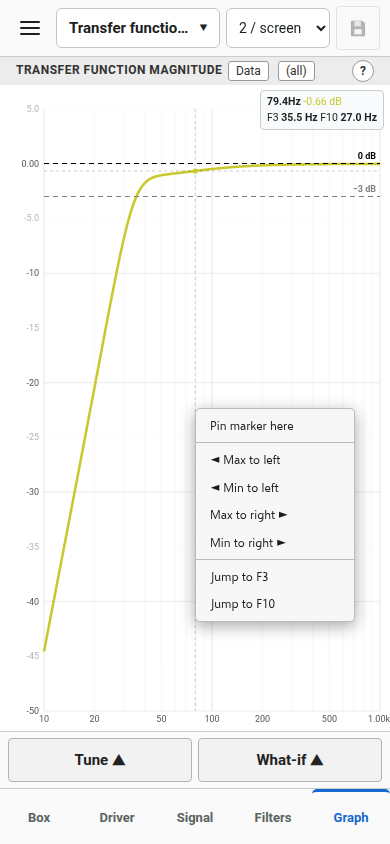 Transfer functio... ▼ 2 / screen
TRANSFER FUNCTION MAGNITUDE Data (all) ?
79.4Hz -0.66 dB
F3 35.5 Hz F10 27.0 Hz
5.0
0 dB
0.00
−3 dB
-5.0
-10
-15
-20
-25
-30
-35
-40
-45
-50
10 20 50 100 200 500 1.00k
Pin marker here
◄ Max to left
◄ Min to left
Max to right ►
Min to right ►
Jump to F3
Jump to F10
Tune ▲ What-if ▲
Box Driver Signal Filters Graph